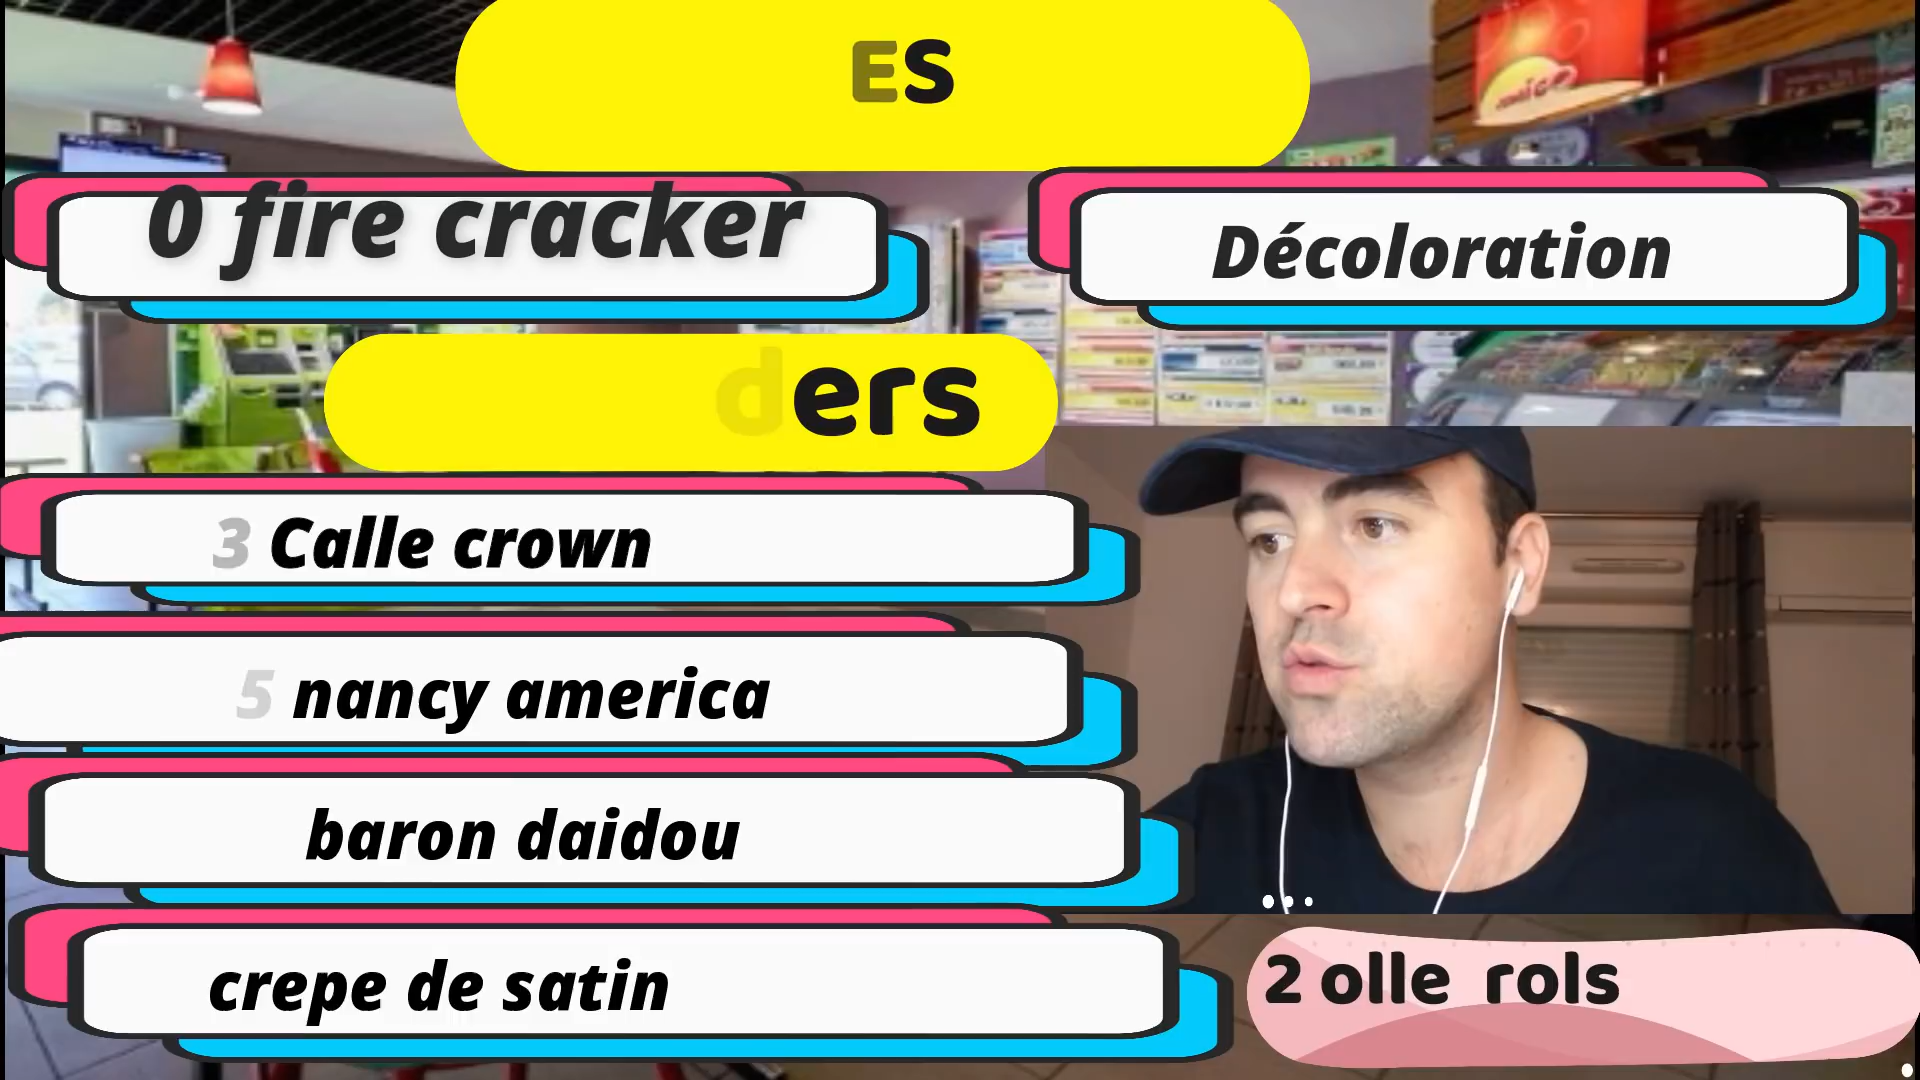 ES
0 fire cracker
Décoloration
ders
3 Calle crown
5 nancy america
baron daidou
crepe de satin
2 olle rols